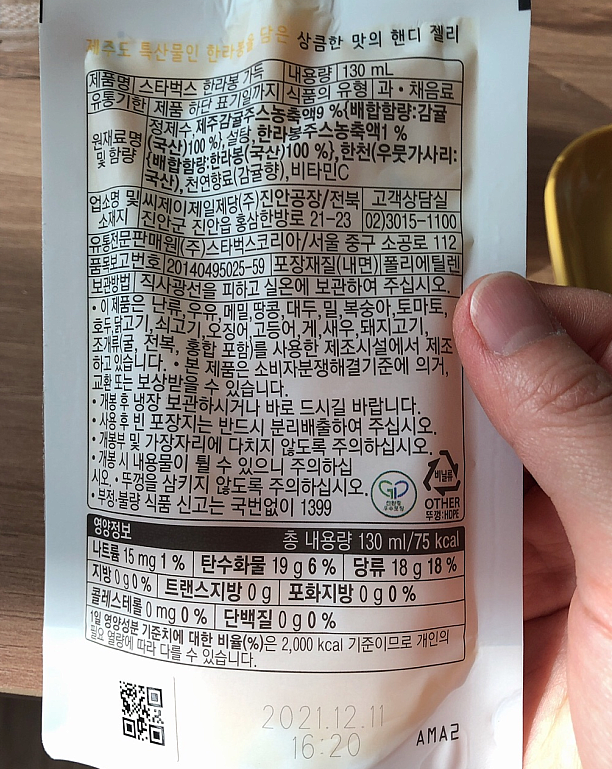 제주도 특산물인 한라봉을 담은 상큼한 맛의 핸디 젤리
제품명 스타벅스 한라봉 가득 내용량 130 mL
유통기한 제품 하단 표기일까지 식품의 유형 과·채음료
원재료명 및 함량 정제수, 제주감귤주스농축액9 %{배합함량:감귤
(국산)100 %},설탕, 한라봉주스농축액1 %
{배합함량:한라봉(국산)100 %},한천(우뭇가사리:
국산),천연향료(감귤향),비타민C
업소명 및 소재지 씨제이제일제당(주)진안공장/전북 고객상담실
진안군 진안읍 홍삼한방로 21-23 02)3015-1100
유통전문판매원 (주)스타벅스코리아/서울 중구 소공로 112
품목보고번호 20140495025-59 포장재질(내면) 폴리에틸렌
보관방법 직사광선을 피하고 실온에 보관하여 주십시오.
• 이 제품은 난류, 우유, 메밀, 땅콩, 대두, 밀, 복숭아, 토마토,
호두, 닭고기, 쇠고기, 오징어, 고등어, 게, 새우, 돼지고기,
조개류(굴, 전복, 홍합 포함)를 사용한 제조시설에서 제조
하고 있습니다. • 본 제품은 소비자분쟁해결기준에 의거,
교환 또는 보상받을 수 있습니다.
• 개봉 후 냉장 보관하시거나 바로 드시길 바랍니다.
• 사용 후 빈 포장지는 반드시 분리배출하여 주십시오.
• 개봉부 및 가장자리에 다치지 않도록 주의하십시오.
• 개봉 시 내용물이 튈 수 있으니 주의하십
시오. • 뚜껑을 삼키지 않도록 주의하십시오.
• 부정·불량 식품 신고는 국번없이 1399
비닐류
OTHER
뚜껑:HDPE
영양정보 총 내용량 130 ml/75 kcal
나트륨 15 mg 1 % 탄수화물 19 g 6 % 당류 18 g 18 %
지방 0 g 0 % 트랜스지방 0 g 포화지방 0 g 0 %
콜레스테롤 0 mg 0 % 단백질 0 g 0 %
1일 영양성분 기준치에 대한 비율(%)은 2,000 kcal 기준이므로 개인의
필요 열량에 따라 다를 수 있습니다.
2021.12.11
16:20
AMA2